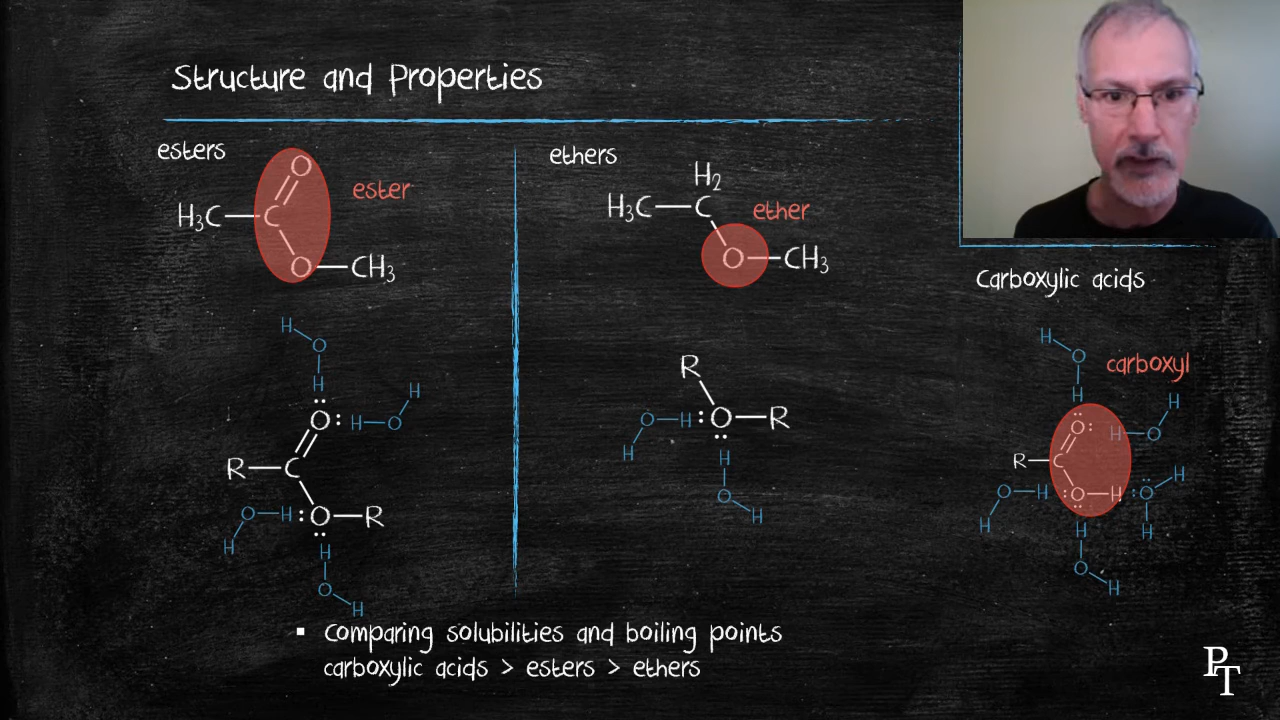 Structure and Properties
esters
O
ester
H₃C C
O CH₃
ethers
H₂
H₃C C
ether
O CH₃
Carboxylic acids
H
O
H
O H O H
R C
H O H O R
H
H
O
H
R
O H O R
H
H
O
H
H
O
carboxyl
H
H
O H O
R C
O H O H O H
H H H
O
H
▪ Comparing solubilities and boiling points
carboxylic acids > esters > ethers
PT